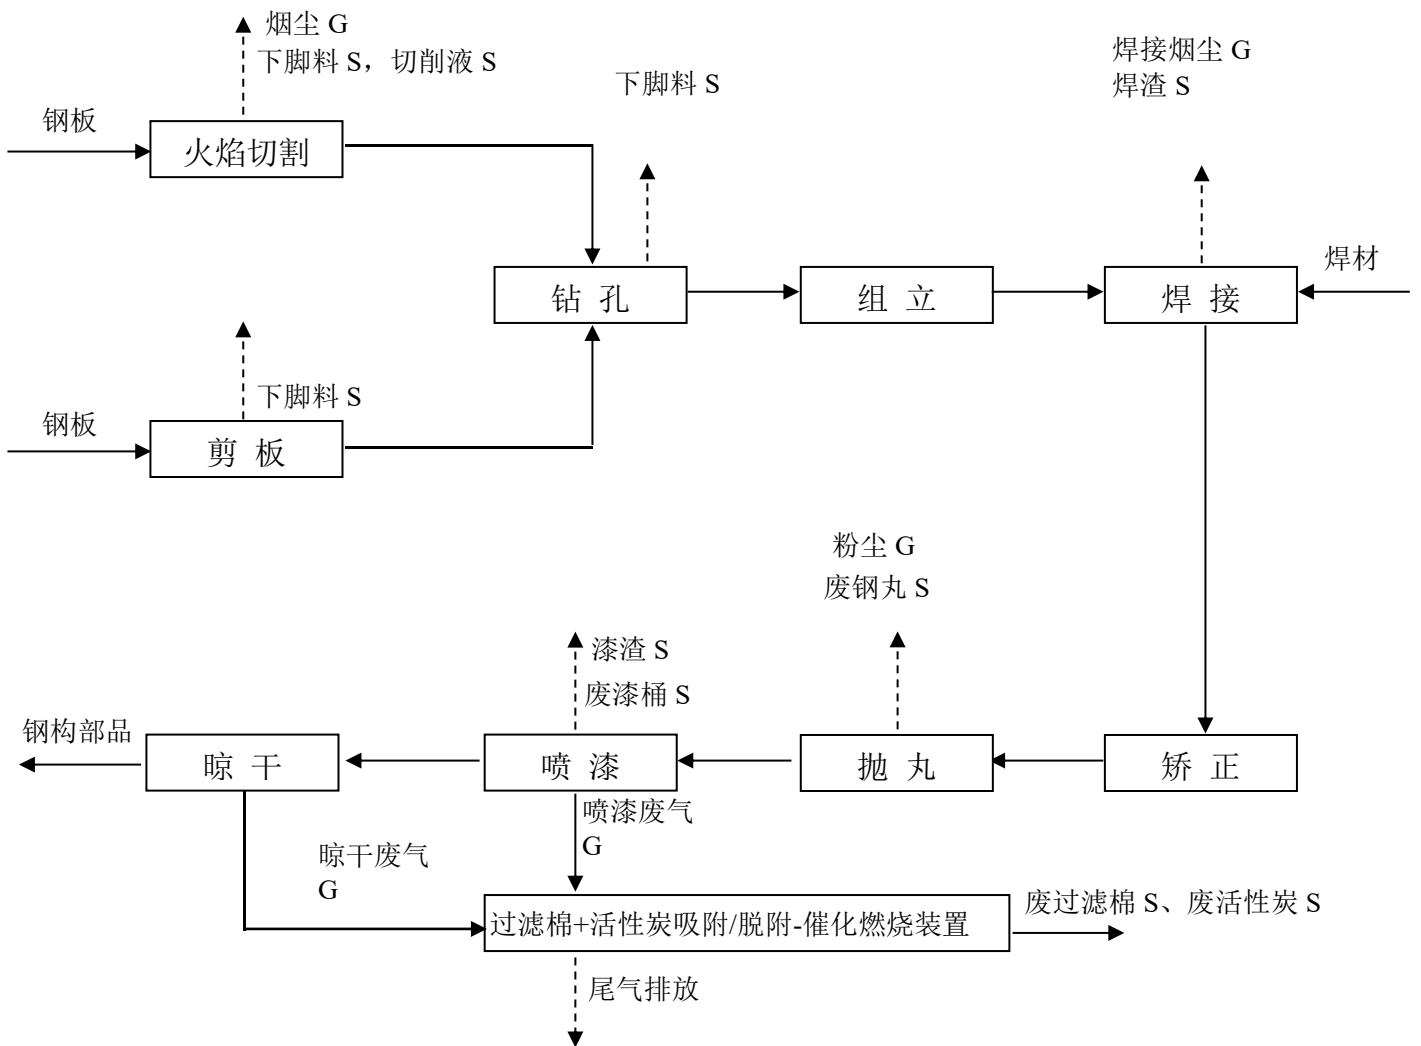 烟尘 G
下脚料 S，切削液 S
下脚料 S
焊接烟尘 G
焊渣 S
钢板
火焰切割
钻 孔
组 立
焊 接
焊材
下脚料 S
钢板
剪 板
粉尘 G
废钢丸 S
漆渣 S
废漆桶 S
钢构部品
晾 干
喷 漆
抛 丸
矫 正
喷漆废气
G
晾干废气
G
过滤棉+活性炭吸附/脱附-催化燃烧装置
废过滤棉 S、废活性炭 S
尾气排放